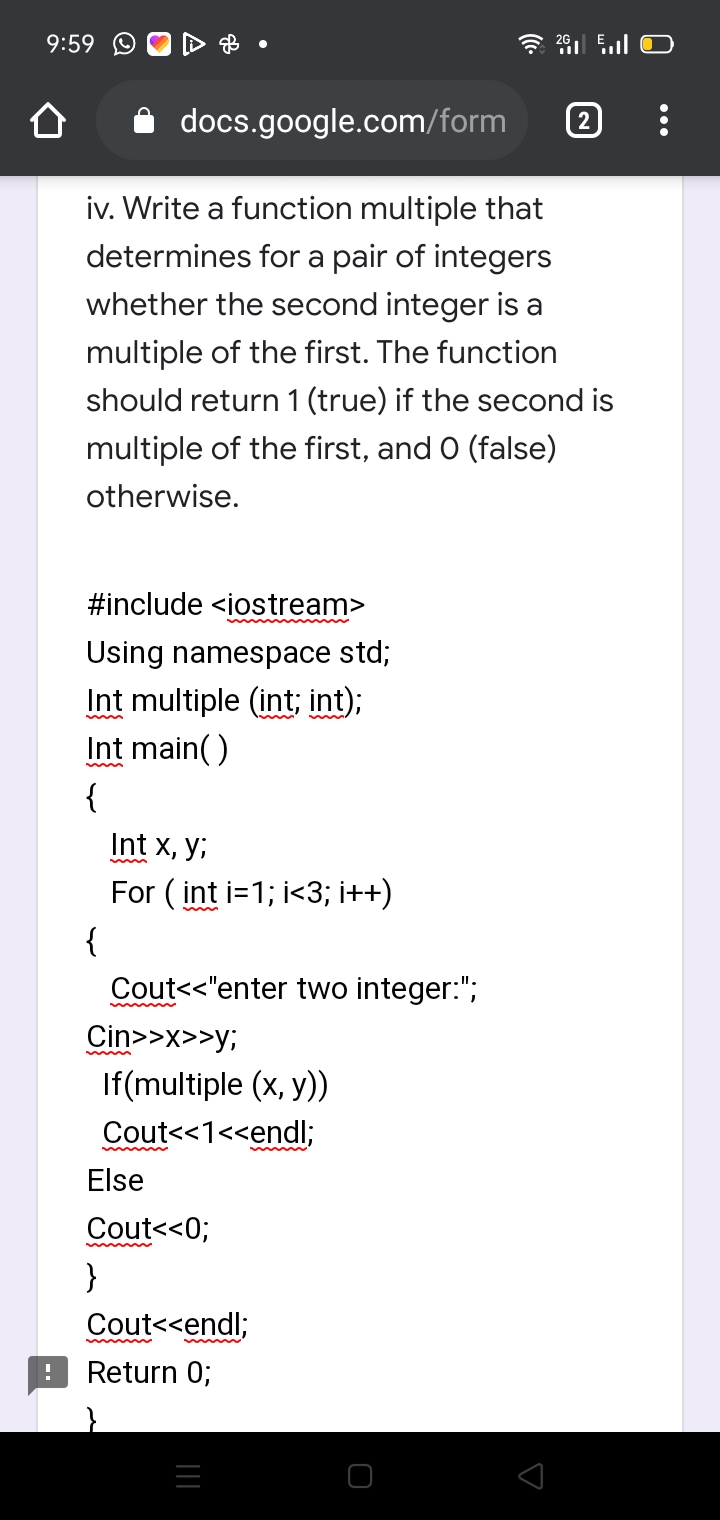 9:59
2G
E
docs.google.com/form
2
iv. Write a function multiple that
determines for a pair of integers
whether the second integer is a
multiple of the first. The function
should return 1 (true) if the second is
multiple of the first, and 0 (false)
otherwise.
#include <iostream>
Using namespace std;
Int multiple (int; int);
Int main( )
{
Int x, y;
For ( int i=1; i<3; i++)
{
Cout<<"enter two integer:";
Cin>>x>>y;
If(multiple (x, y))
Cout<<1<<endl;
Else
Cout<<0;
}
Cout<<endl;
Return 0;
}